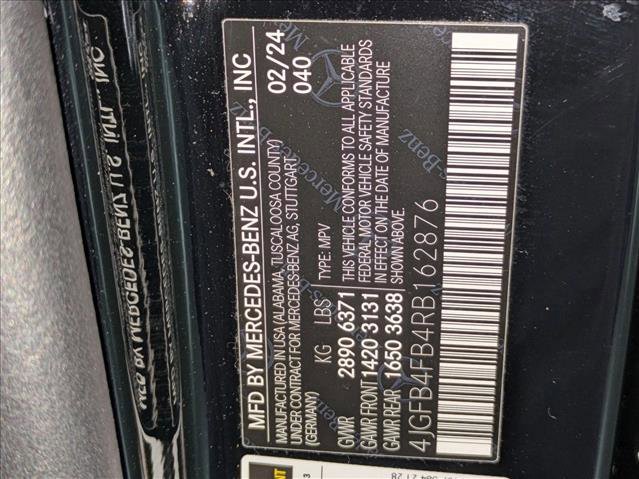 MFD BY MERCEDES-BENZ U.S. INTL., INC
MANUFACTURED IN USA (ALABAMA, TUSCALOOSA COUNTY) 02/24
UNDER CONTRACT FOR MERCEDES-BENZ AG, STUTTGART 040
(GERMANY)
KG LBS TYPE: MPV
GWR 2890 6371 THIS VEHICLE CONFORMS TO ALL APPLICABLE
GAWR FRONT 1420 3131 FEDERAL MOTOR VEHICLE SAFETY STANDARDS
GAWR REAR 1650 3638 IN EFFECT ON THE DATE OF MANUFACTURE
SHOWN ABOVE.
4JGFB4FB4RB162876